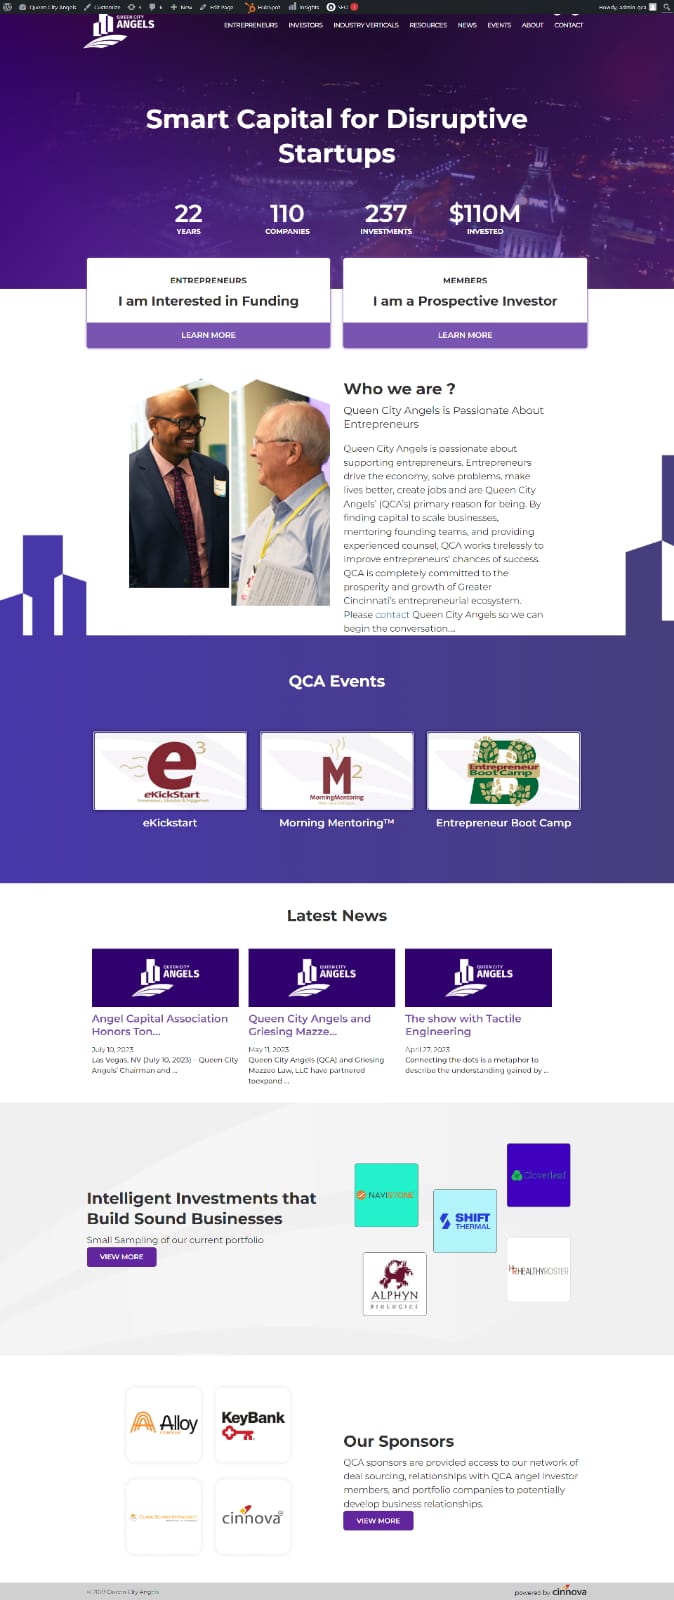 Queen City Angels Customize New Edit Page HubSpot Insights SEO Howdy, admin_qca
QUEEN CITY
ANGELS
ENTREPRENEURS INVESTORS INDUSTRY VERTICALS RESOURCES NEWS EVENTS ABOUT CONTACT
Smart Capital for Disruptive
Startups
22 110 237 $110M
YEARS COMPANIES INVESTMENTS INVESTED
PNC
ENTREPRENEURS
I am Interested in Funding
LEARN MORE
MEMBERS
I am a Prospective Investor
LEARN MORE
Who we are ?
Queen City Angels is Passionate About
Entrepreneurs
Queen City Angels is passionate about
supporting entrepreneurs. Entrepreneurs
drive the economy, solve problems, make
lives better, create jobs and are Queen City
Angels' (QCA's) primary reason for being. By
finding capital to scale businesses,
mentoring founding teams, and providing
experienced counsel, QCA works tirelessly to
improve entrepreneurs' chances of success.
QCA is completely committed to the
prosperity and growth of Greater
Cincinnati's entrepreneurial ecosystem.
Please contact Queen City Angels so we can
begin the conversation....
QCA Events
e3
eKickStart
eKickstart
M2
MorningMentoring
Morning Mentoring™
B
Entrepreneur
Boot Camp
Entrepreneur Boot Camp
Latest News
QUEEN CITY
ANGELS
Angel Capital Association
Honors Ton...
July 10, 2023
Las Vegas, NV (July 10, 2023) - Queen City
Angels' Chairman and ...
QUEEN CITY
ANGELS
Queen City Angels and
Griesing Mazze...
May 11, 2023
Queen City Angels (QCA) and Griesing
Mazzeo Law, LLC have partnered
toexpand ...
QUEEN CITY
ANGELS
The show with Tactile
Engineering
April 27, 2023
Connecting the dots is a metaphor to
describe the understanding gained by ...
Intelligent Investments that
Build Sound Businesses
Small Sampling of our current portfolio
VIEW MORE
NAVISTONE
Cloverleaf
SHIFT
THERMAL
HR HEALTHYROSTER
ALPHYN
BIOLOGICS
Alloy
KeyBank
cinnova
Our Sponsors
QCA sponsors are provided access to our network of
deal sourcing, relationships with QCA angel investor
members, and portfolio companies to potentially
develop business relationships.
VIEW MORE
© 2023 Queen City Angels
powered by cinnova